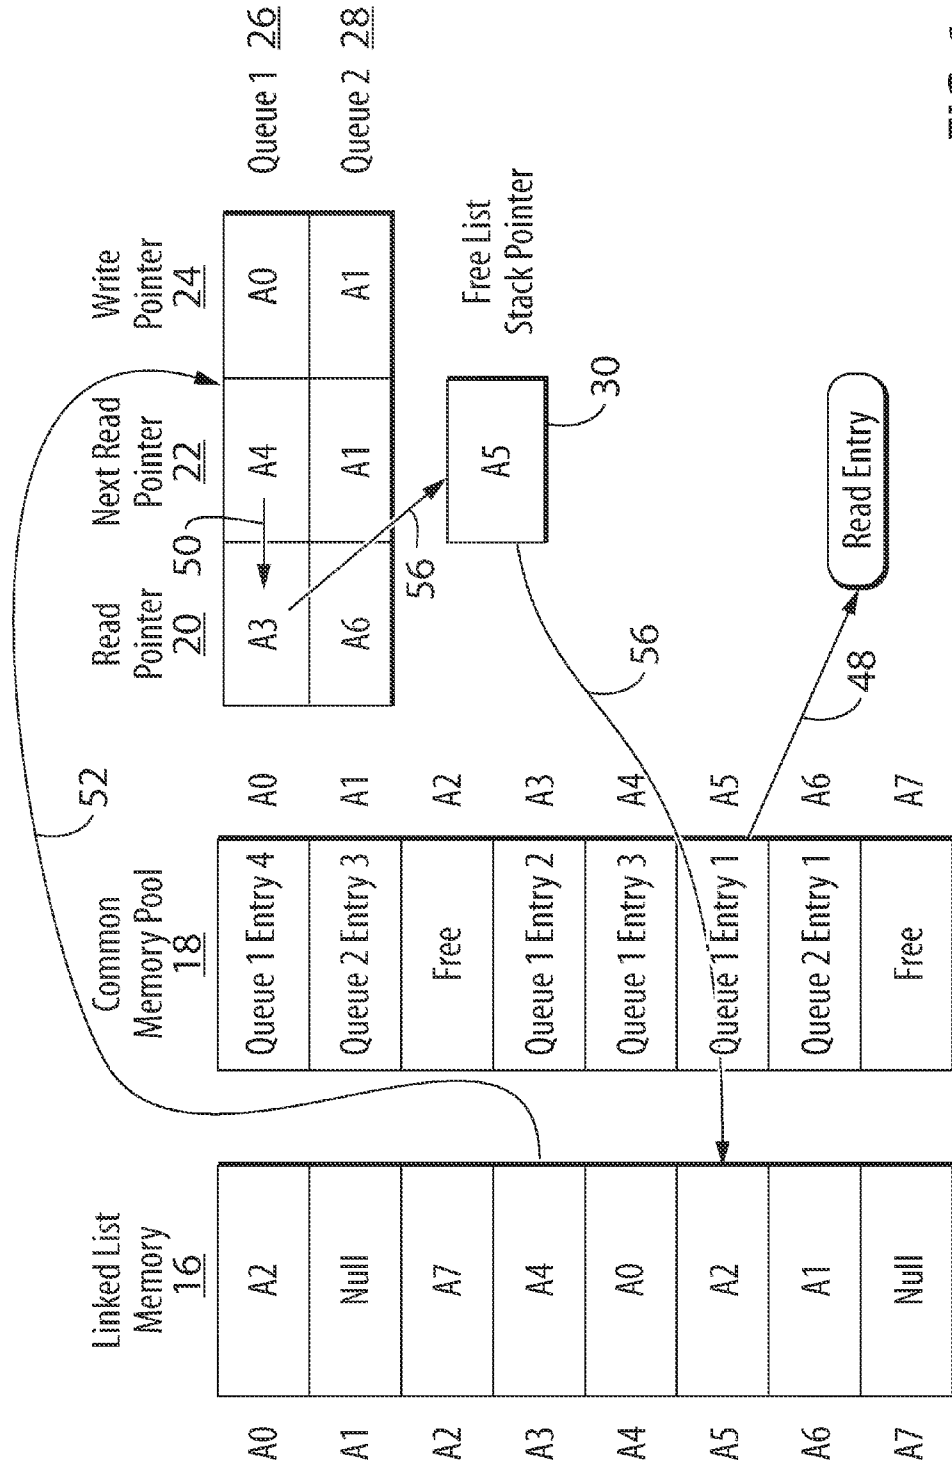 Linked List
Memory
16
Common
Memory Pool
18
52
Read
Pointer
20
Next Read
Pointer
22
Write
Pointer
24
50
A0 A2
A1 Null
A2 A7
A3 A4
A4 A0
A5 A2
A6 A1
A7 Null
Queue 1 Entry 4 A0
Queue 2 Entry 3 A1
Free A2
Queue 1 Entry 2 A3
Queue 1 Entry 3 A4
Queue 1 Entry 1 A5
Queue 2 Entry 1 A6
Free A7
A3 A4 A0 Queue 1 26
A6 A1 A1 Queue 2 28
56
A5
Free List
Stack Pointer
30
56
48
Read Entry